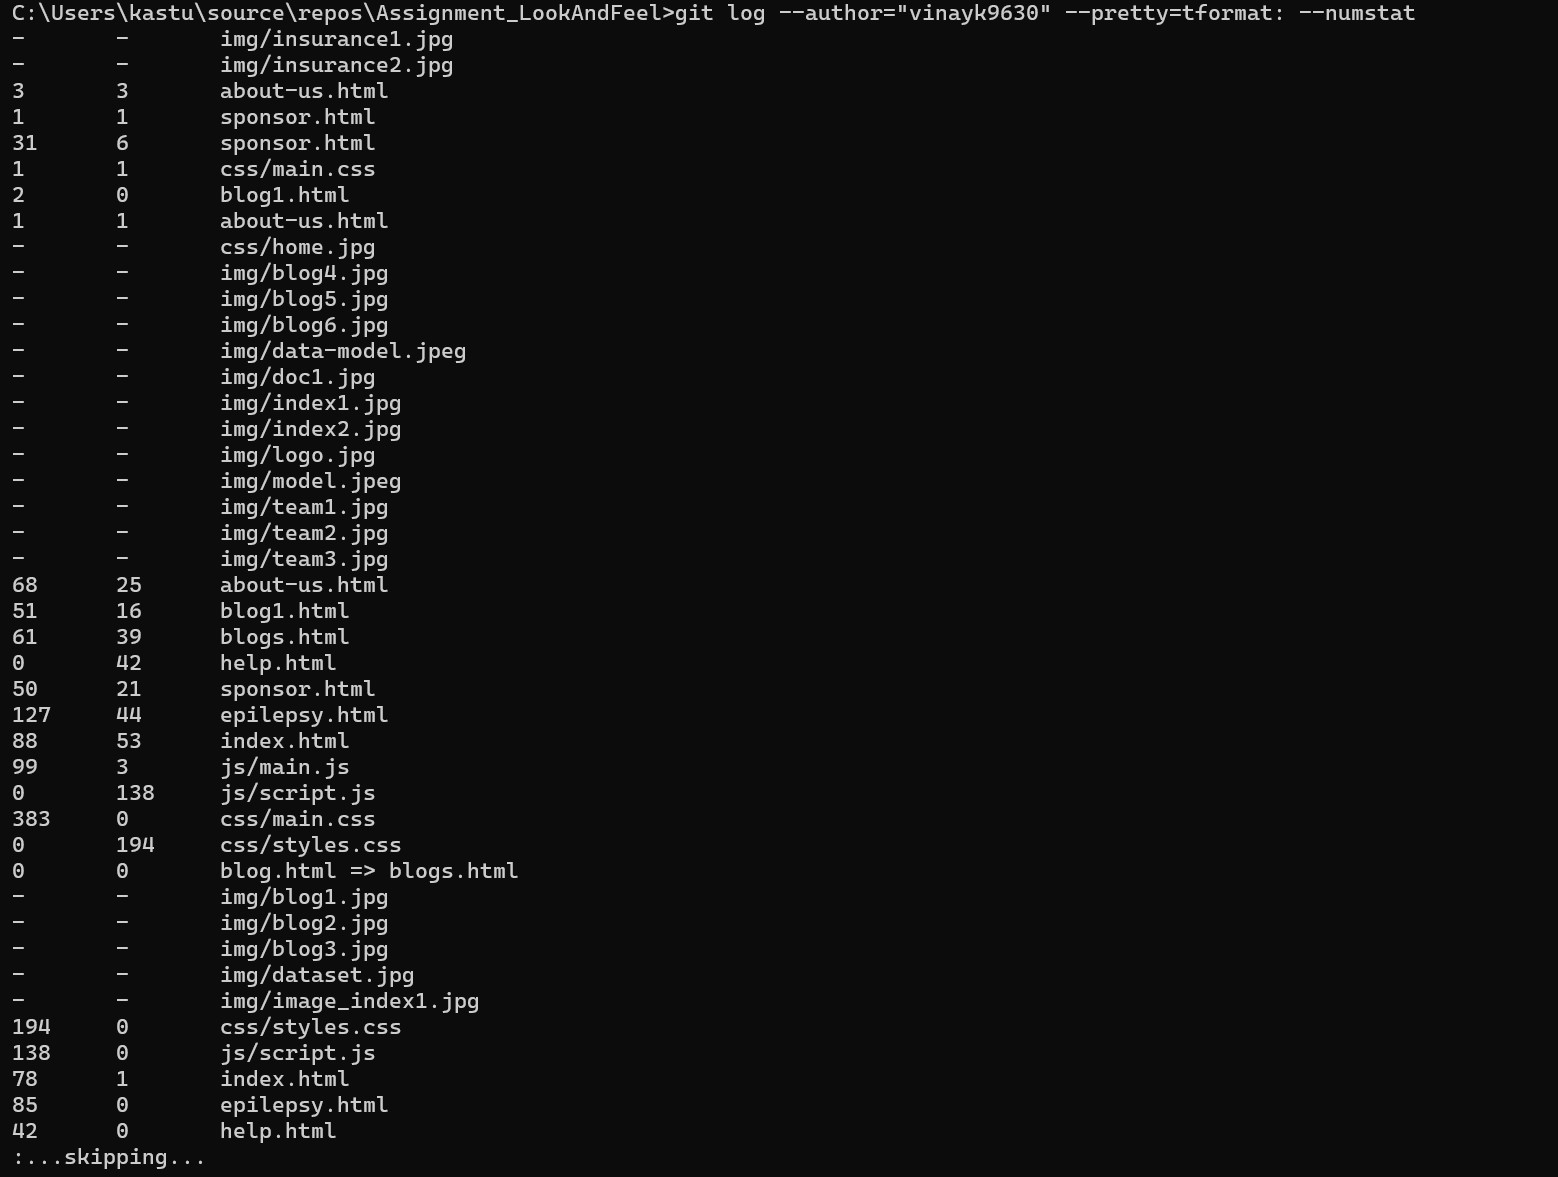 C:\Users\kastu\source\repos\Assignment_LookAndFeel>git log --author="vinayk9630" --pretty=tformat: --numstat
-       -       img/insurance1.jpg
-       -       img/insurance2.jpg
3       3       about-us.html
1       1       sponsor.html
31      6       sponsor.html
1       1       css/main.css
2       0       blog1.html
1       1       about-us.html
-       -       css/home.jpg
-       -       img/blog4.jpg
-       -       img/blog5.jpg
-       -       img/blog6.jpg
-       -       img/data-model.jpeg
-       -       img/doc1.jpg
-       -       img/index1.jpg
-       -       img/index2.jpg
-       -       img/logo.jpg
-       -       img/model.jpeg
-       -       img/team1.jpg
-       -       img/team2.jpg
-       -       img/team3.jpg
68      25      about-us.html
51      16      blog1.html
61      39      blogs.html
0       42      help.html
50      21      sponsor.html
127     44      epilepsy.html
88      53      index.html
99      3       js/main.js
0       138     js/script.js
383     0       css/main.css
0       194     css/styles.css
0       0       blog.html => blogs.html
-       -       img/blog1.jpg
-       -       img/blog2.jpg
-       -       img/blog3.jpg
-       -       img/dataset.jpg
-       -       img/image_index1.jpg
194     0       css/styles.css
138     0       js/script.js
78      1       index.html
85      0       epilepsy.html
42      0       help.html
:...skipping...